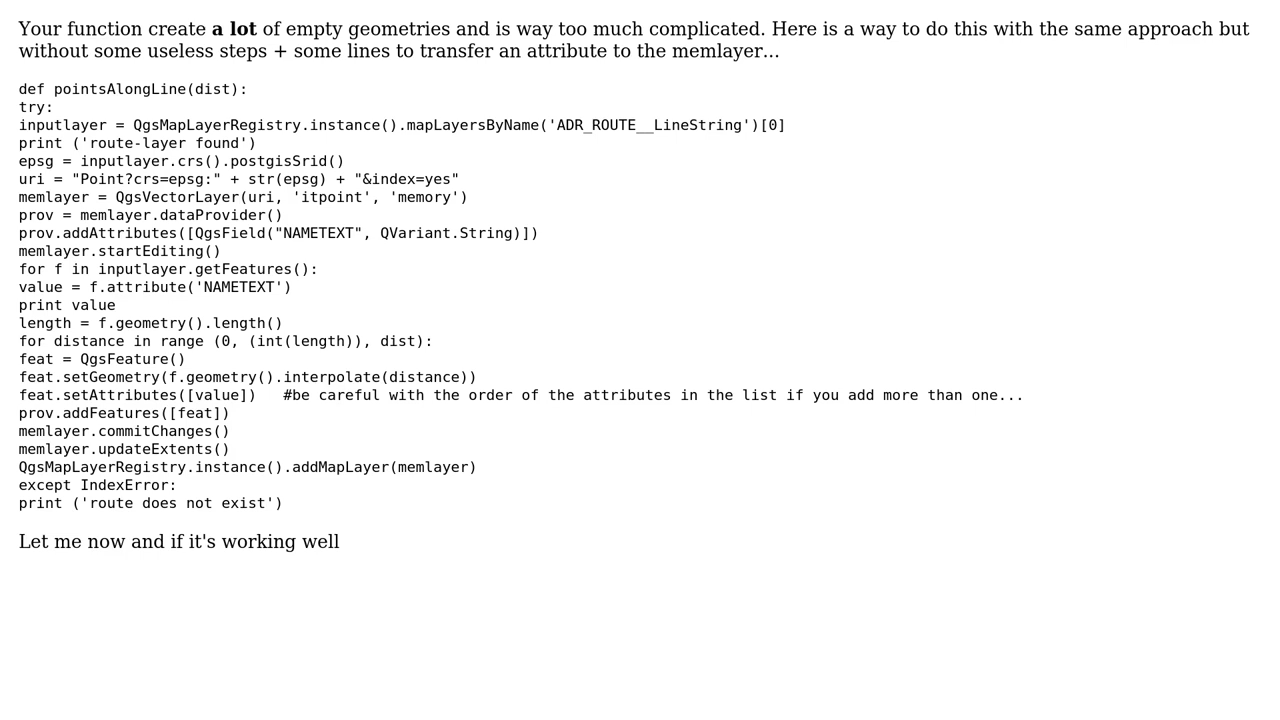 Your function create a lot of empty geometries and is way too much complicated. Here is a way to do this with the same approach but
without some useless steps + some lines to transfer an attribute to the memlayer...
def pointsAlongLine(dist):
try:
inputlayer = QgsMapLayerRegistry.instance().mapLayersByName('ADR_ROUTE__LineString')[0]
print ('route-layer found')
epsg = inputlayer.crs().postgisSrid()
uri = "Point?crs=epsg:" + str(epsg) + "&index=yes"
memlayer = QgsVectorLayer(uri, 'itpoint', 'memory')
prov = memlayer.dataProvider()
prov.addAttributes([QgsField("NAMETEXT", QVariant.String)])
memlayer.startEditing()
for f in inputlayer.getFeatures():
value = f.attribute('NAMETEXT')
print value
length = f.geometry().length()
for distance in range (0, (int(length)), dist):
feat = QgsFeature()
feat.setGeometry(f.geometry().interpolate(distance))
feat.setAttributes([value])   #be careful with the order of the attributes in the list if you add more than one...
prov.addFeatures([feat])
memlayer.commitChanges()
memlayer.updateExtents()
QgsMapLayerRegistry.instance().addMapLayer(memlayer)
except IndexError:
print ('route does not exist')
Let me now and if it's working well